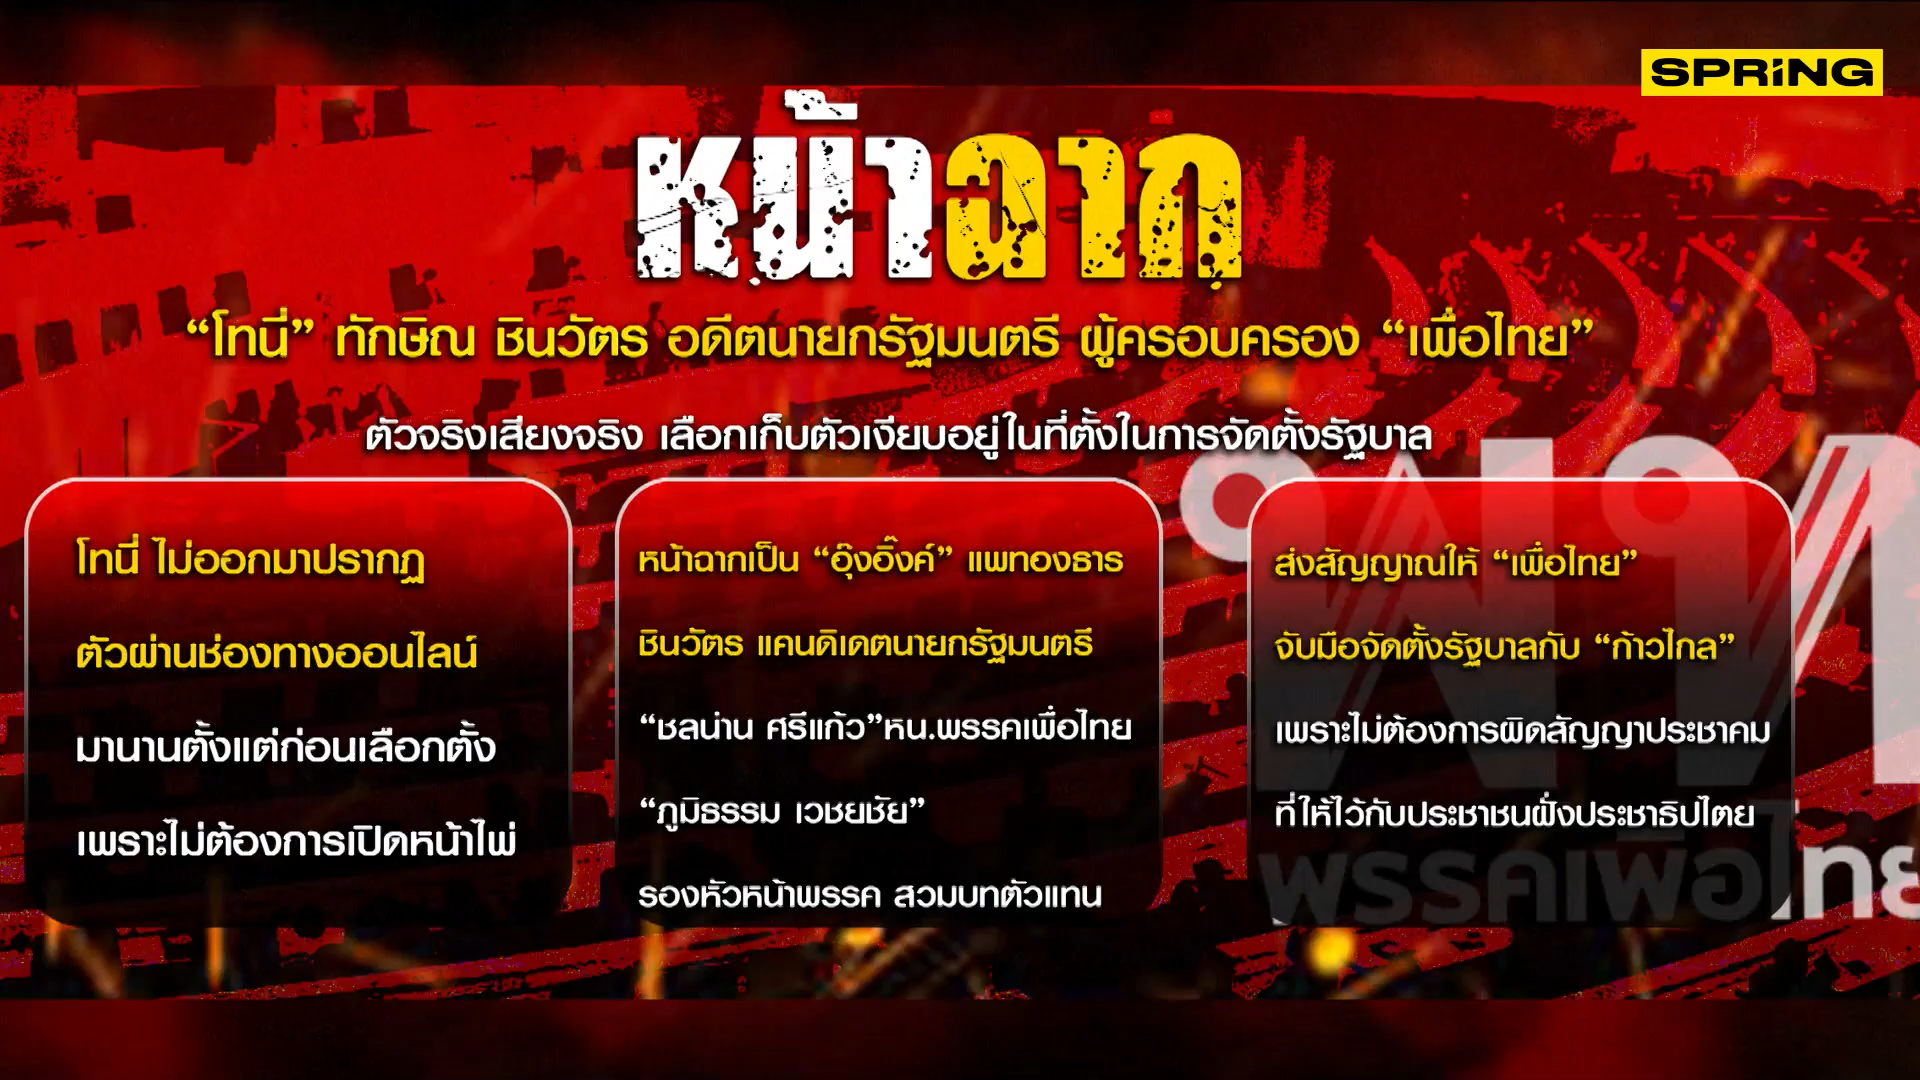 SPRiNG
หน้าฉาก
“โทนี่” ทักษิณ ชินวัตร อดีตนายกรัฐมนตรี ผู้ครอบครอง “เพื่อไทย”
ตัวจริงเสียงจริง เลือกเก็บตัวเงียบอยู่ในที่ตั้งในการจัดตั้งรัฐบาล
โทนี่ ไม่ออกมาปรากฏ
ตัวผ่านช่องทางออนไลน์
มานานตั้งแต่ก่อนเลือกตั้ง
เพราะไม่ต้องการเปิดหน้าไพ่
หน้าฉากเป็น “อุ๊งอิ๊งค์” แพทองธาร
ชินวัตร แคนดิเดตนายกรัฐมนตรี
“ชลน่าน ศรีแก้ว”หน.พรรคเพื่อไทย
“ภูมิธรรม เวชยชัย”
รองหัวหน้าพรรค สวมบทตัวแทน
ส่งสัญญาณให้ “เพื่อไทย”
จับมือจัดตั้งรัฐบาลกับ “ก้าวไกล”
เพราะไม่ต้องการผิดสัญญาประชาคม
ที่ให้ไว้กับประชาชนฝั่งประชาธิปไตย
พท
พรรคเพื่อไทย